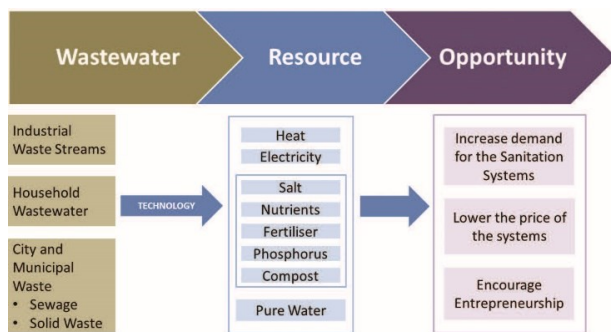 Wastewater
Resource
Opportunity
Industrial
Waste Streams
Household
Wastewater
City and
Municipal
Waste
• Sewage
• Solid Waste
TECHNOLOGY
Heat
Electricity
Salt
Nutrients
Fertiliser
Phosphorus
Compost
Pure Water
Increase demand
for the Sanitation
Systems
Lower the price of
the systems
Encourage
Entrepreneurship